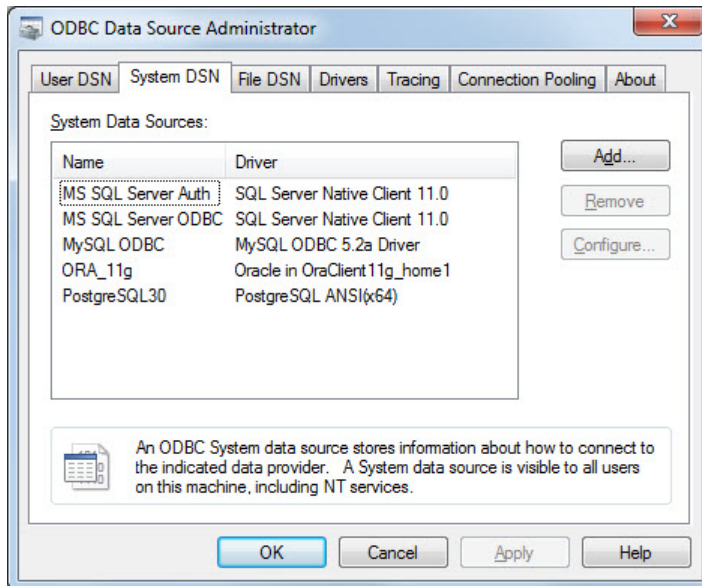 ODBC Data Source Administrator
User DSN System DSN File DSN Drivers Tracing Connection Pooling About
System Data Sources:
Name Driver
MS SQL Server Auth SQL Server Native Client 11.0
MS SQL Server ODBC SQL Server Native Client 11.0
MySQL ODBC MySQL ODBC 5.2a Driver
ORA_11g Oracle in OraClient11g_home1
PostgreSQL30 PostgreSQL ANSI(x64)
Add...
Remove
Configure...
An ODBC System data source stores information about how to connect to
the indicated data provider. A System data source is visible to all users
on this machine, including NT services.
OK Cancel Apply Help